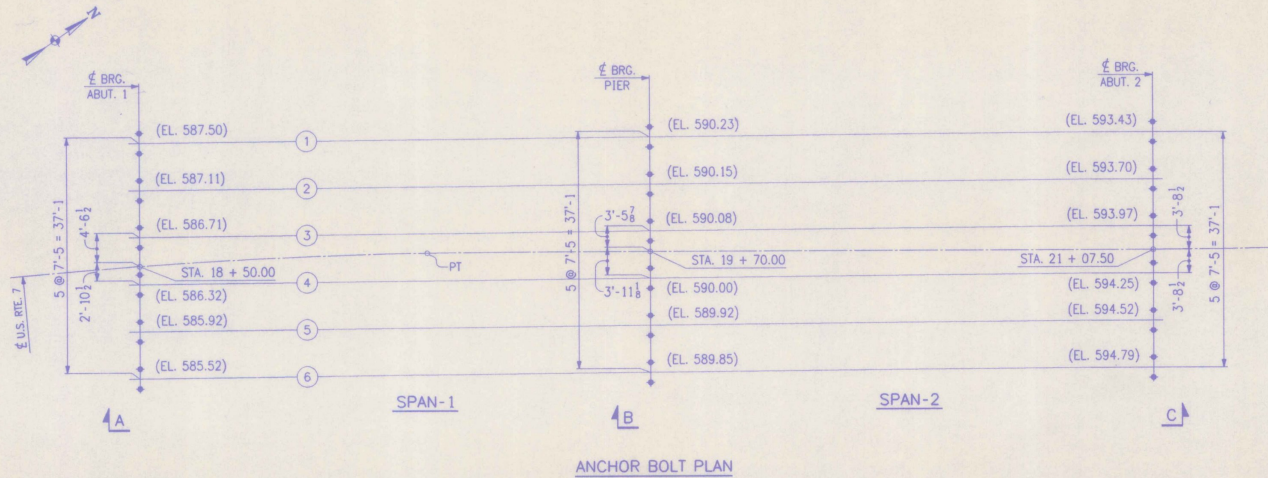 N
℄ BRG.
ABUT. 1
℄ BRG.
PIER
℄ BRG.
ABUT. 2
(EL. 587.50)
1
(EL. 590.23)
(EL. 593.43)
(EL. 587.11)
2
(EL. 590.15)
(EL. 593.70)
(EL. 586.71)
3
(EL. 590.08)
(EL. 593.97)
5 @ 7'-5 = 37'-1
4'-6½
2'-10½
5 @ 7'-5 = 37'-1
3'-5⅞
3'-11⅛
3'-8½
3'-8½
5 @ 7'-5 = 37'-1
PT
STA. 18 + 50.00
STA. 19 + 70.00
STA. 21 + 07.50
℄ U.S. RTE. 7
4
(EL. 586.32)
(EL. 590.00)
(EL. 594.25)
(EL. 585.92)
5
(EL. 589.92)
(EL. 594.52)
(EL. 585.52)
6
(EL. 589.85)
(EL. 594.79)
A
SPAN-1
B
SPAN-2
C
ANCHOR BOLT PLAN